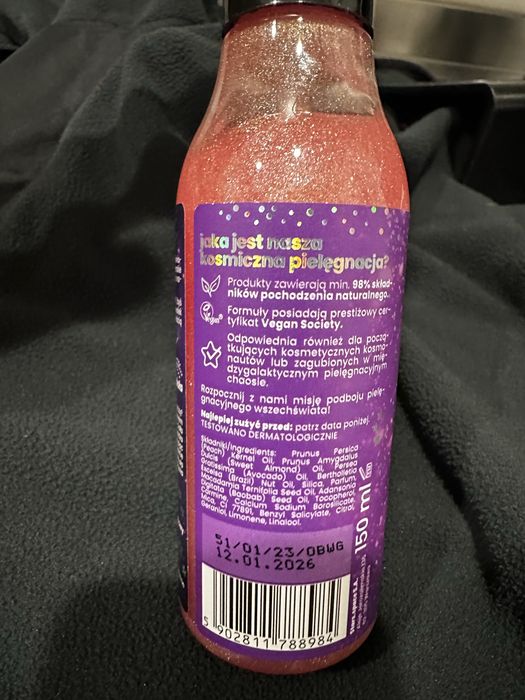 jaka jest nasza
kosmiczna pielęgnacja?
Produkty zawierają min. 98% skład-
ników pochodzenia naturalnego.
Formuły posiadają prestiżowy cer-
tyfikat Vegan Society.
Odpowiednia również dla począ-
tkujących kosmetycznych kosmo-
nautów lub zagubionych w mię-
dzygalaktycznym pielęgnacyjnym
chaosie.
Rozpocznij z nami misję podboju pielę-
gnacyjnego wszechświata!
Najlepiej zużyć przed: patrz data poniżej.
TESTOWANO DERMATOLOGICZNIE
Składniki/Ingredients: Prunus Persica
(Peach) Kernel Oil, Prunus Amygdalus
Dulcis (Sweet Almond) Oil, Persea
Gratissima (Avocado) Oil, Bertholletia
Excelsa (Brazil) Nut Oil, Silica, Parfum,
Macadamia Ternifolia Seed Oil, Adansonia
Digitata (Baobab) Seed Oil, Tocopherol,
Carmine, Calcium Sodium Borosilicate,
Mica, CI 77891, Benzyl Salicylate, Citral,
Geraniol, Limonene, Linalool.
150 ml
51/01/23/0BWG
12.01.2026
5 902811 788984
Stars.space S.A.